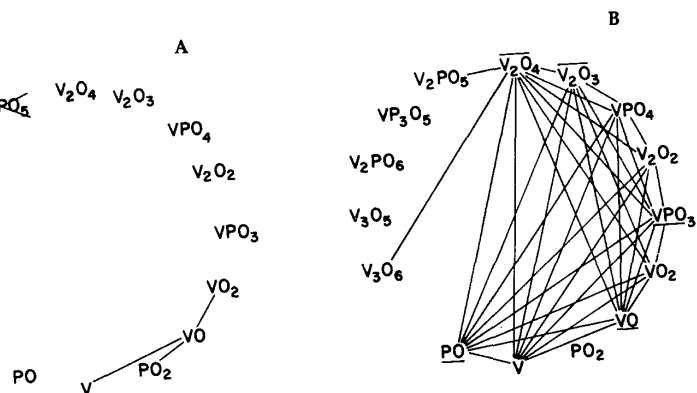 A
B
PO₅
V₂O₄
V₂O₃
VPO₄
V₂O₂
VPO₃
VO₂
VO
PO₂
V
PO
V₂PO₅
V₂O₄
V₂O₃
VPO₄
V₂O₂
VPO₃
VO₂
VO
PO₂
V
PO
V₃O₆
V₃O₅
V₂PO₆
VP₃O₅